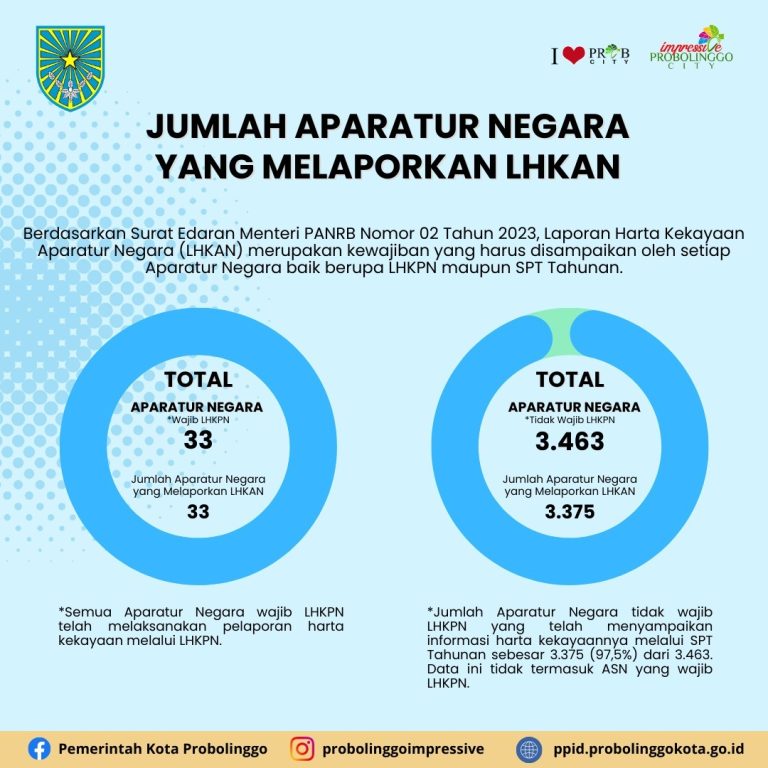 I ❤ PROB
CITY
impressive
PROBOLINGGO
CITY
JUMLAH APARATUR NEGARA
YANG MELAPORKAN LHKAN
Berdasarkan Surat Edaran Menteri PANRB Nomor 02 Tahun 2023, Laporan Harta Kekayaan
Aparatur Negara (LHKAN) merupakan kewajiban yang harus disampaikan oleh setiap
Aparatur Negara baik berupa LHKPN maupun SPT Tahunan.
TOTAL
APARATUR NEGARA
*Wajib LHKPN
33
Jumlah Aparatur Negara
yang Melaporkan LHKAN
33
*Semua Aparatur Negara wajib LHKPN
telah melaksanakan pelaporan harta
kekayaan melalui LHKPN.
TOTAL
APARATUR NEGARA
*Tidak Wajib LHKPN
3.463
Jumlah Aparatur Negara
yang Melaporkan LHKAN
3.375
*Jumlah Aparatur Negara tidak wajib
LHKPN yang telah menyampaikan
informasi harta kekayaannya melalui SPT
Tahunan sebesar 3.375 (97,5%) dari 3.463.
Data ini tidak termasuk ASN yang wajib
LHKPN.
Pemerintah Kota Probolinggo
probolinggoimpressive
ppid.probolinggokota.go.id